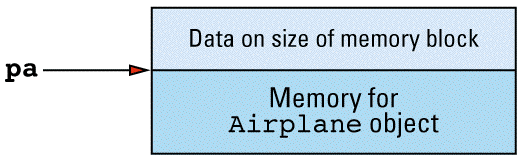 Data on size of memory block
pa
Memory for
Airplane object